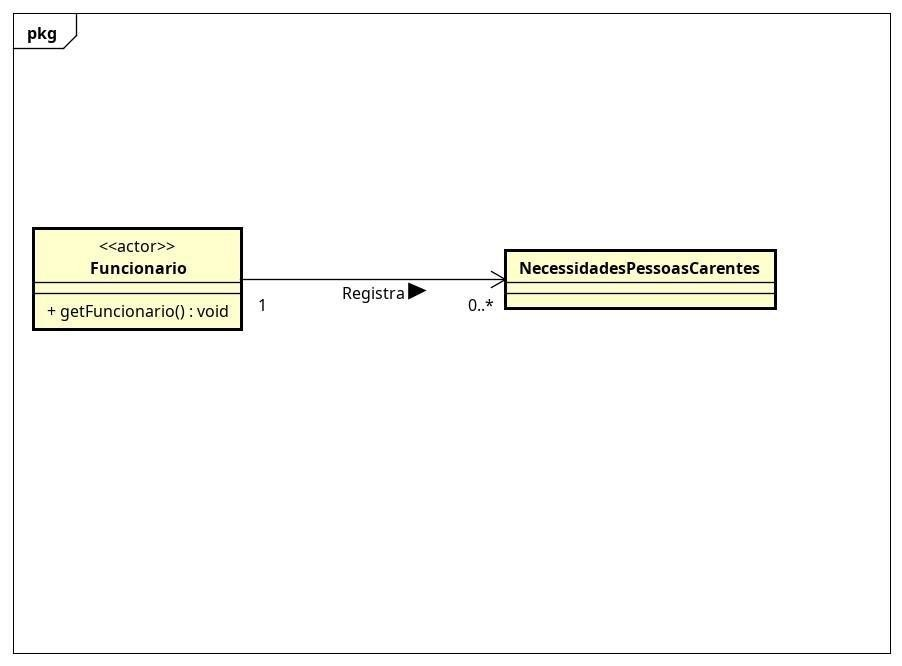 pkg
<<actor>>
Funcionario
+ getFuncionario() : void
1
Registra
0..*
NecessidadesPessoasCarentes